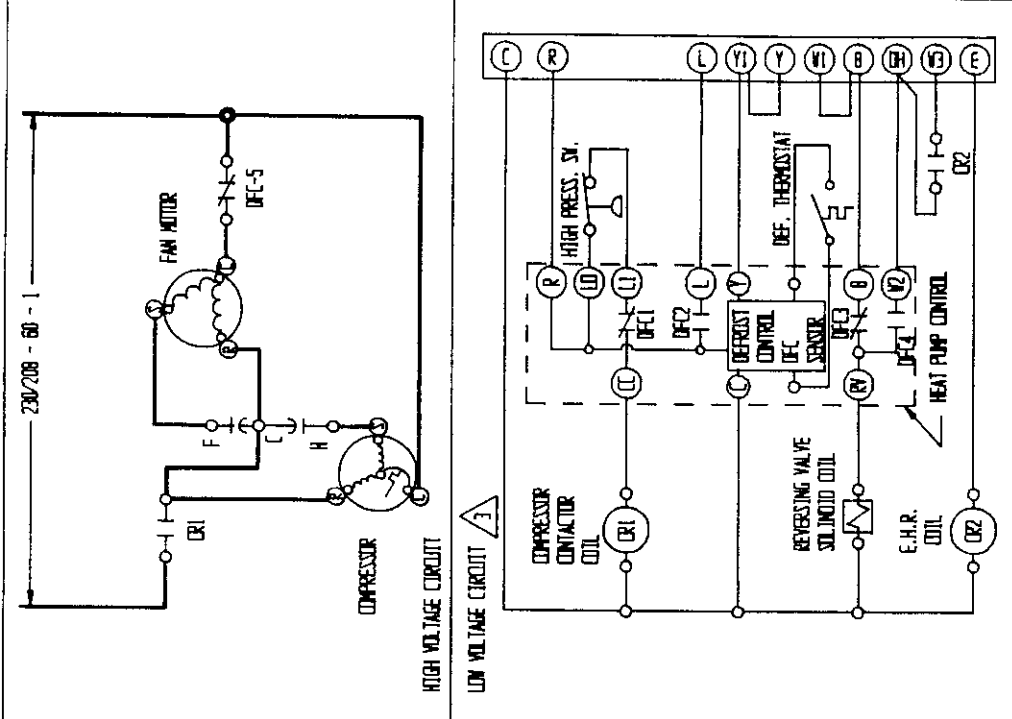 230/208 - 60 - 1
FAN MOTOR
DFC-5
S
R
C
F
C
H
CR1
S
R
C
COMPRESSOR
HIGH VOLTAGE CIRCUIT
LOW VOLTAGE CIRCUIT
3
C
R
L
Y1
Y
W1
B
DH
W3
E
HIGH PRESS. SW.
DEF. THERMOSTAT
CR2
R
LO
L1
L
Y
B
W2
DFC1
DFC2
DEFROST
CONTROL
DFC
SENSOR
DFC3
DFC4
CC
C
RV
HEAT PUMP CONTROL
COMPRESSOR
CONTACTOR
COIL
CR1
REVERSING VALVE
SOLINOID COIL
E.H.R.
COIL
CR2